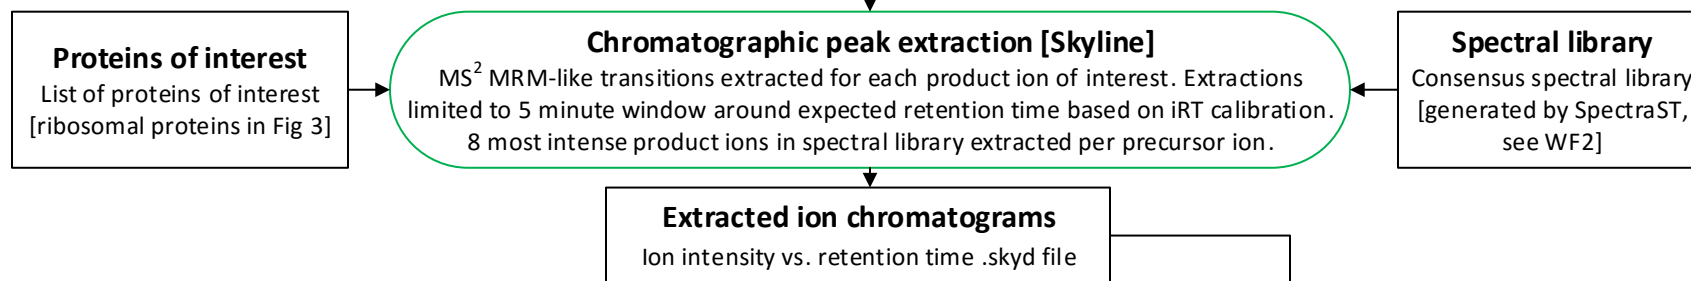 Proteins of interest
List of proteins of interest
[ribosomal proteins in Fig 3]
Chromatographic peak extraction [Skyline]
MS² MRM-like transitions extracted for each product ion of interest. Extractions
limited to 5 minute window around expected retention time based on iRT calibration.
8 most intense product ions in spectral library extracted per precursor ion.
Spectral library
Consensus spectral library
[generated by SpectraST,
see WF2]
Extracted ion chromatograms
Ion intensity vs. retention time .skyd file